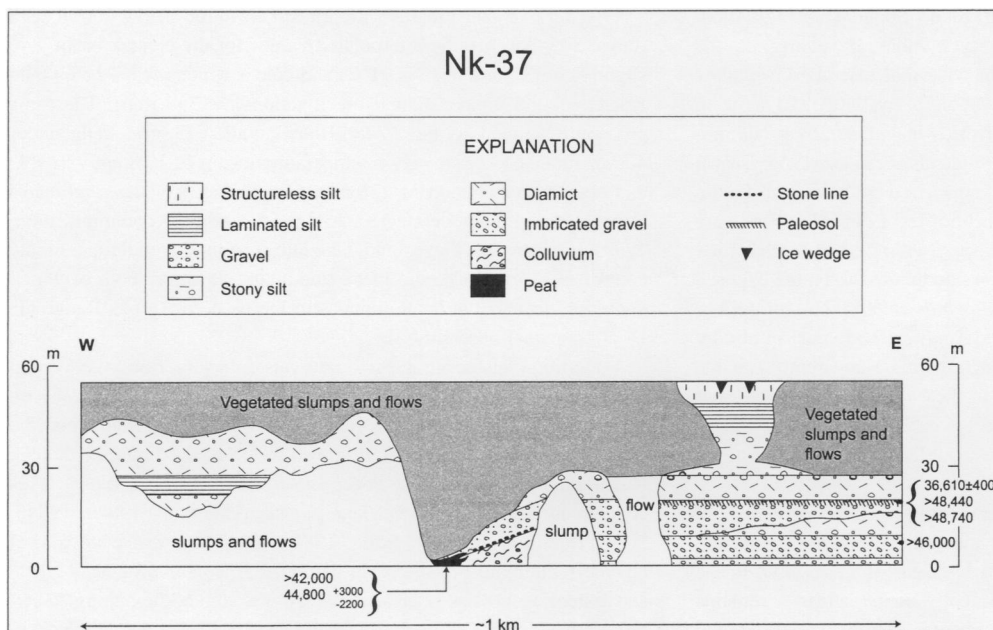 Nk-37
EXPLANATION
Structureless silt
Laminated silt
Gravel
Stony silt
Diamict
Imbricated gravel
Colluvium
Peat
Stone line
Paleosol
Ice wedge
W
E
m
60
30
0
m
60
30
0
Vegetated slumps and flows
Vegetated
slumps and
flows
slumps and flows
slump
flow
36,610±400
>48,440
>48,740
>46,000
>42,000
44,800 +3000
-2200
~1 km